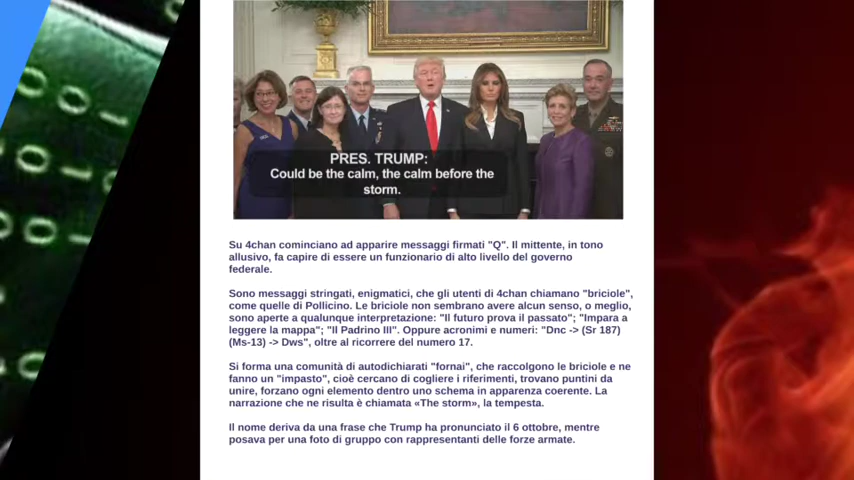 PRES. TRUMP:
Could be the calm, the calm before the
storm.
Su 4chan cominciano ad apparire messaggi firmati "Q". Il mittente, in tono
allusivo, fa capire di essere un funzionario di alto livello del governo
federale.
Sono messaggi stringati, enigmatici, che gli utenti di 4chan chiamano "briciole",
come quelle di Pollicino. Le briciole non sembrano avere alcun senso, o meglio,
sono aperte a qualunque interpretazione: "Il futuro prova il passato"; "Impara a
leggere la mappa"; "Il Padrino III". Oppure acronimi e numeri: "Dnc -> (Sr 187)
(Ms-13) -> Dws", oltre al ricorrere del numero 17.
Si forma una comunità di autodichiarati "fornai", che raccolgono le briciole e ne
fanno un "impasto", cioè cercano di cogliere i riferimenti, trovano puntini da
unire, forzano ogni elemento dentro uno schema in apparenza coerente. La
narrazione che ne risulta è chiamata «The storm», la tempesta.
Il nome deriva da una frase che Trump ha pronunciato il 6 ottobre, mentre
posava per una foto di gruppo con rappresentanti delle forze armate.